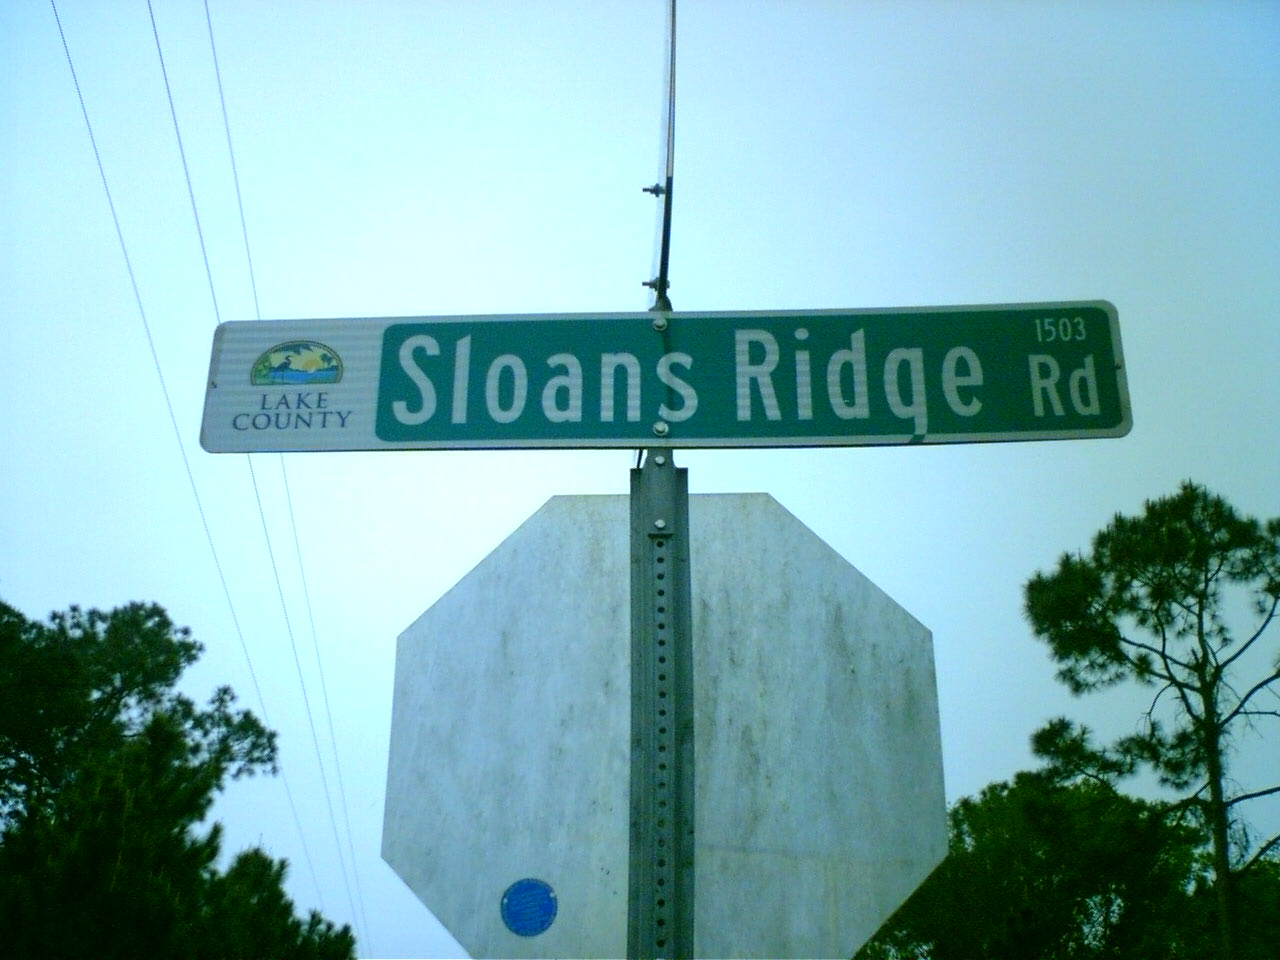 LAKE
COUNTY
Sloans Ridge Rd
1503